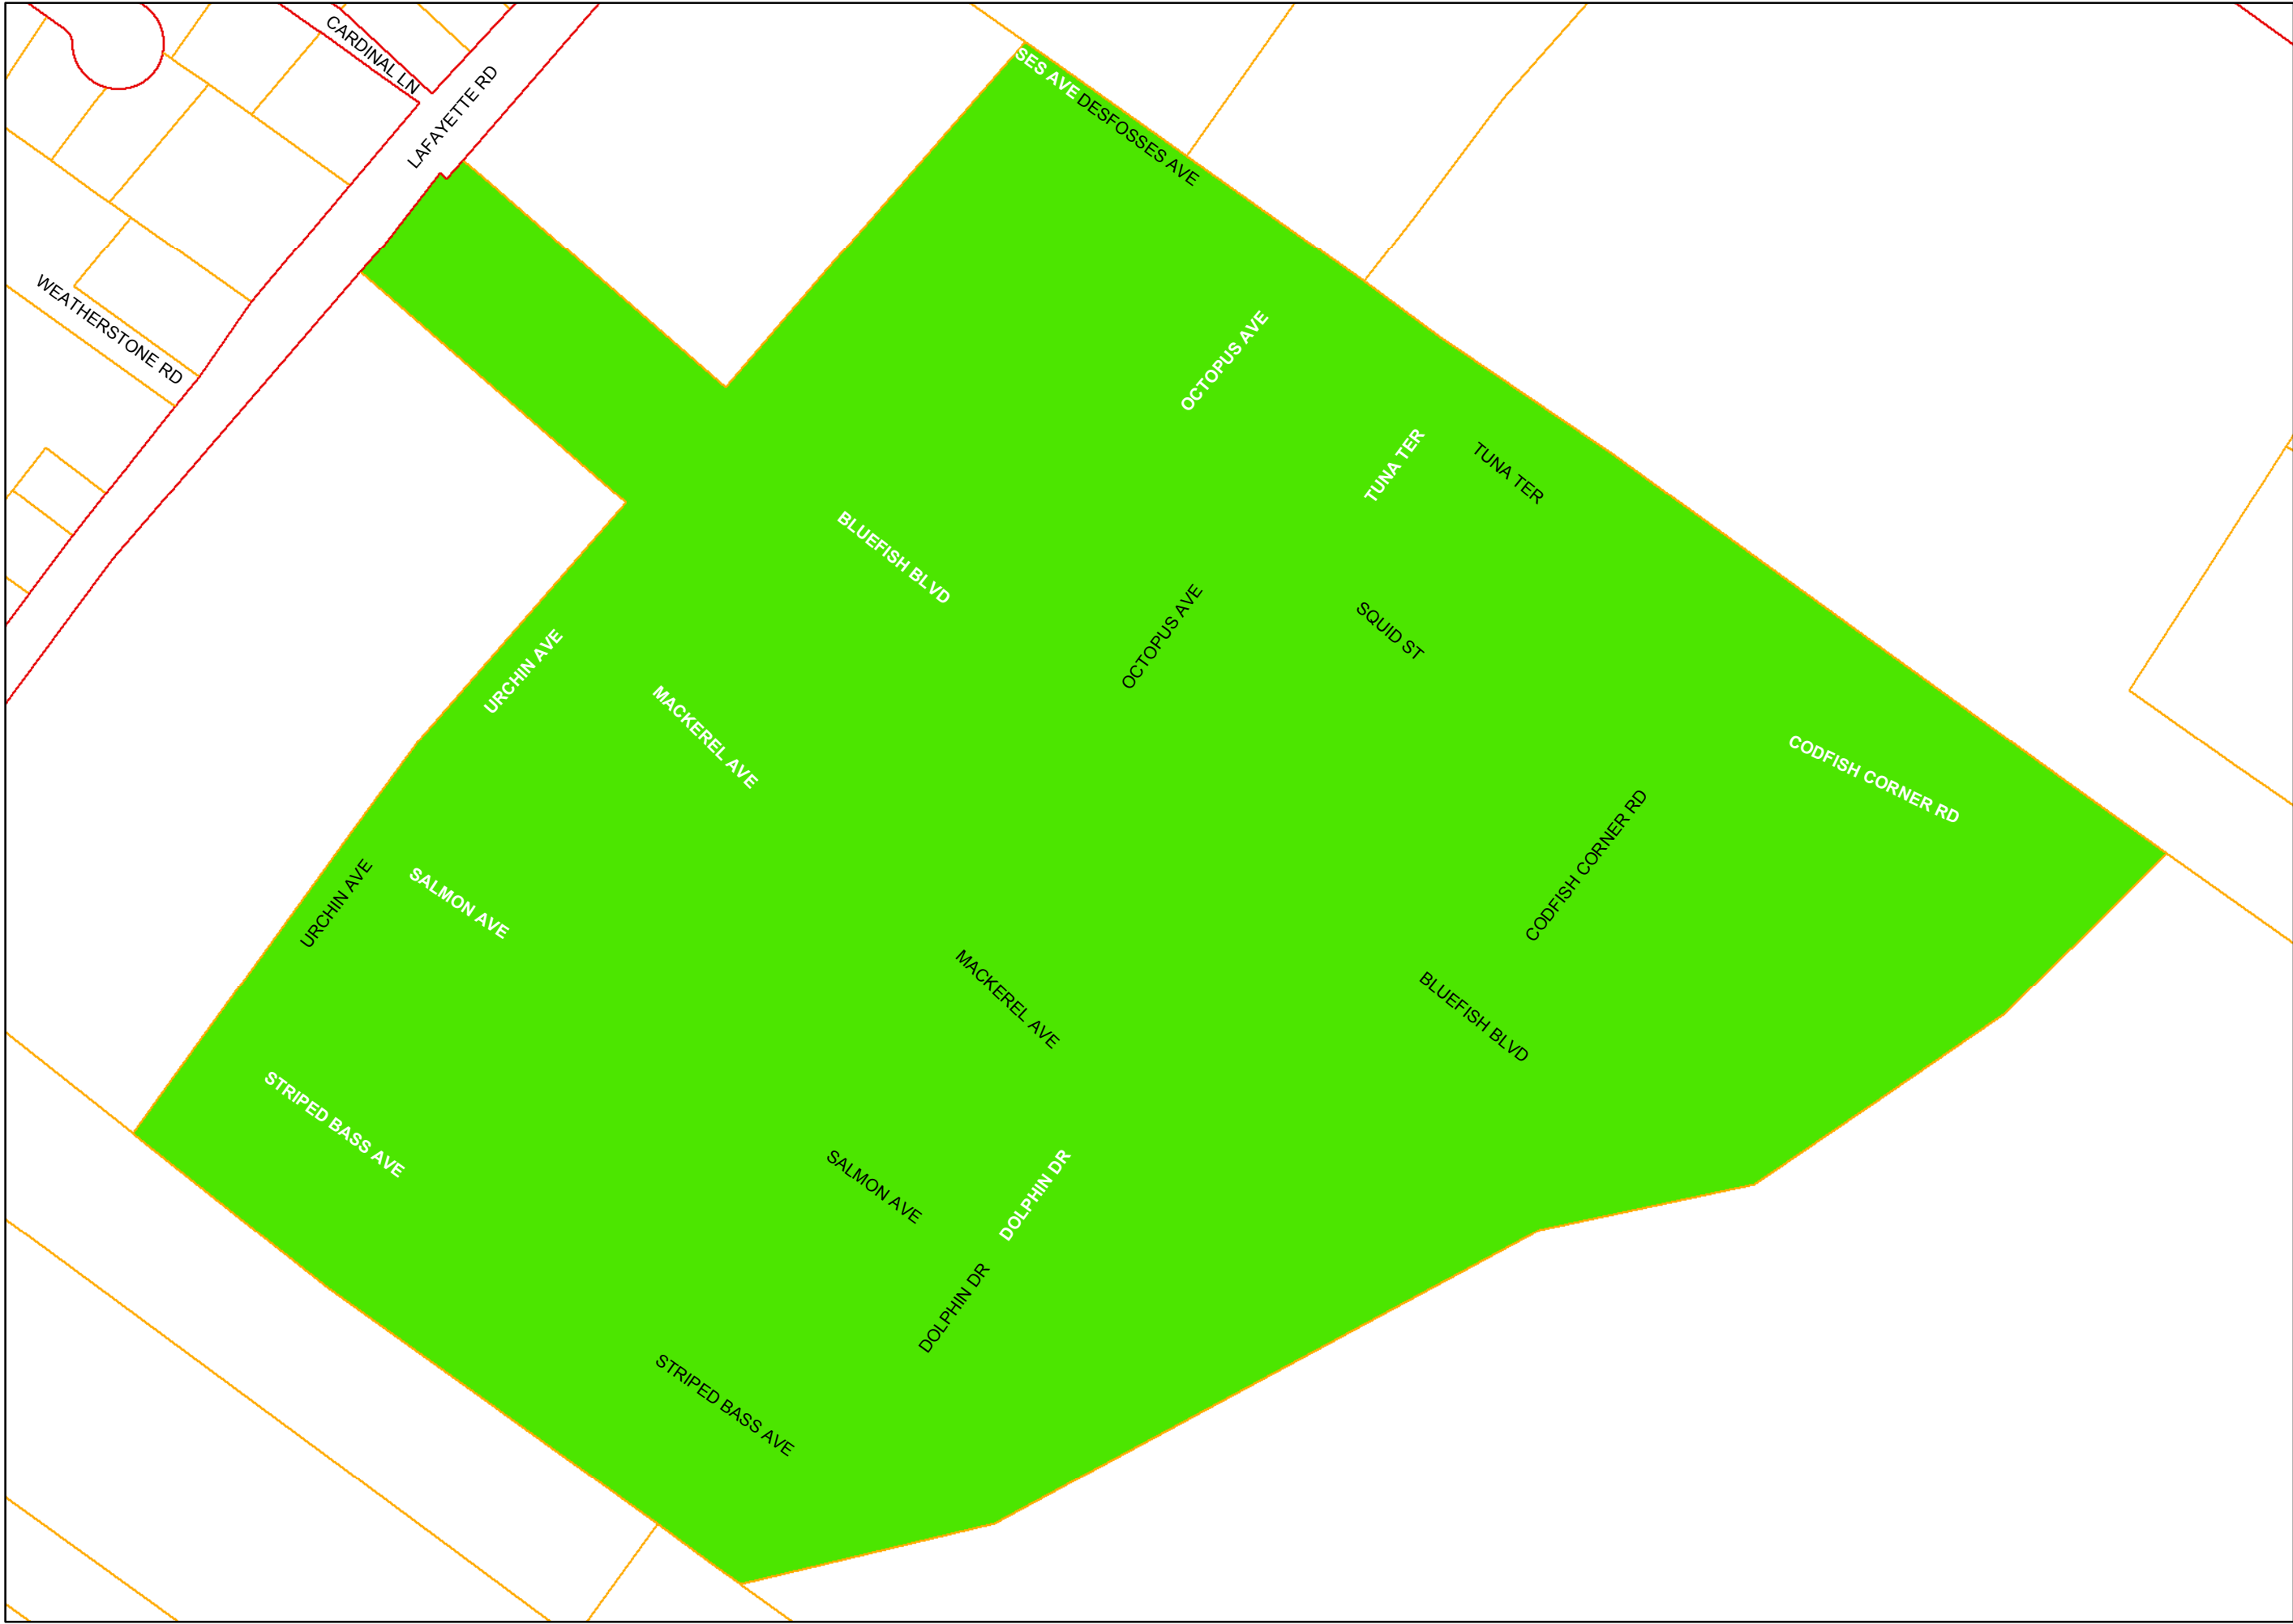 CARDINAL LN
LAFAYETTE RD
SES AVE
DESFOSSES AVE
WEATHERSTONE RD
OCTOPUS AVE
TUNA TER
TUNA TER
BLUEFISH BLVD
OCTOPUS AVE
SQUID ST
URCHIN AVE
MACKEREL AVE
CODFISH CORNER RD
CODFISH CORNER RD
URCHIN AVE
SALMON AVE
MACKEREL AVE
BLUEFISH BLVD
STRIPED BASS AVE
SALMON AVE
DOLPHIN DR
DOLPHIN DR
STRIPED BASS AVE